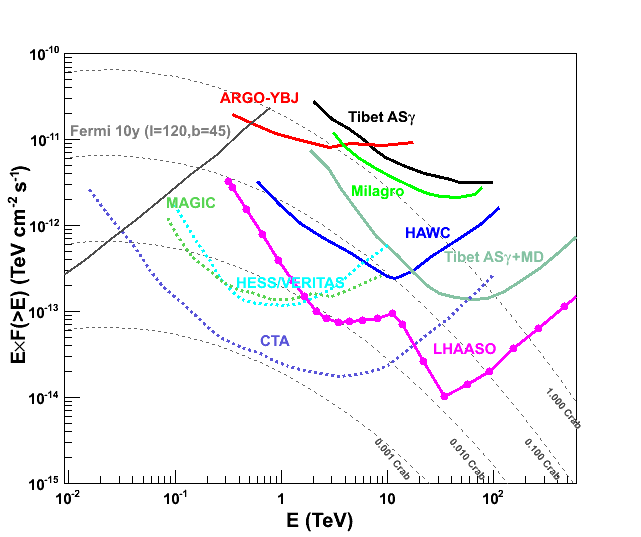 10⁻¹⁰
ARGO-YBJ
Tibet ASγ
10⁻¹¹
Fermi 10y (l=120,b=45)
Milagro
MAGIC
10⁻¹²
HAWC
Tibet ASγ+MD
HESS/VERITAS
10⁻¹³
CTA
LHAASO
10⁻¹⁴
1.000 Crab
0.001 Crab
0.010 Crab
0.100 Crab
10⁻¹⁵
10⁻²
10⁻¹
1
10
10²
E (TeV)
E×F(>E) (TeV cm⁻² s⁻¹)